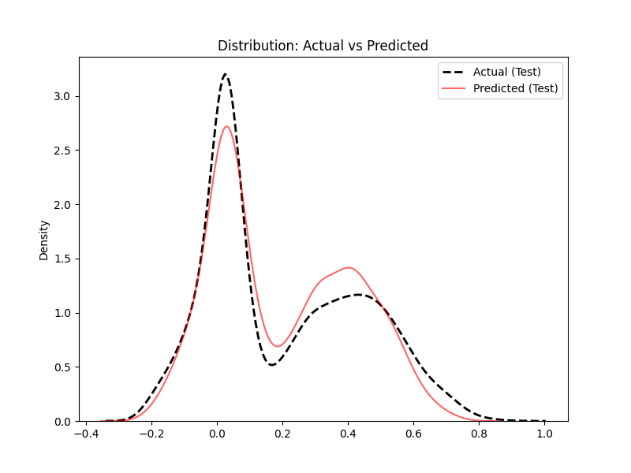 Distribution: Actual vs Predicted
Actual (Test)
Predicted (Test)
Density
3.0
2.5
2.0
1.5
1.0
0.5
0.0
−0.4 −0.2 0.0 0.2 0.4 0.6 0.8 1.0